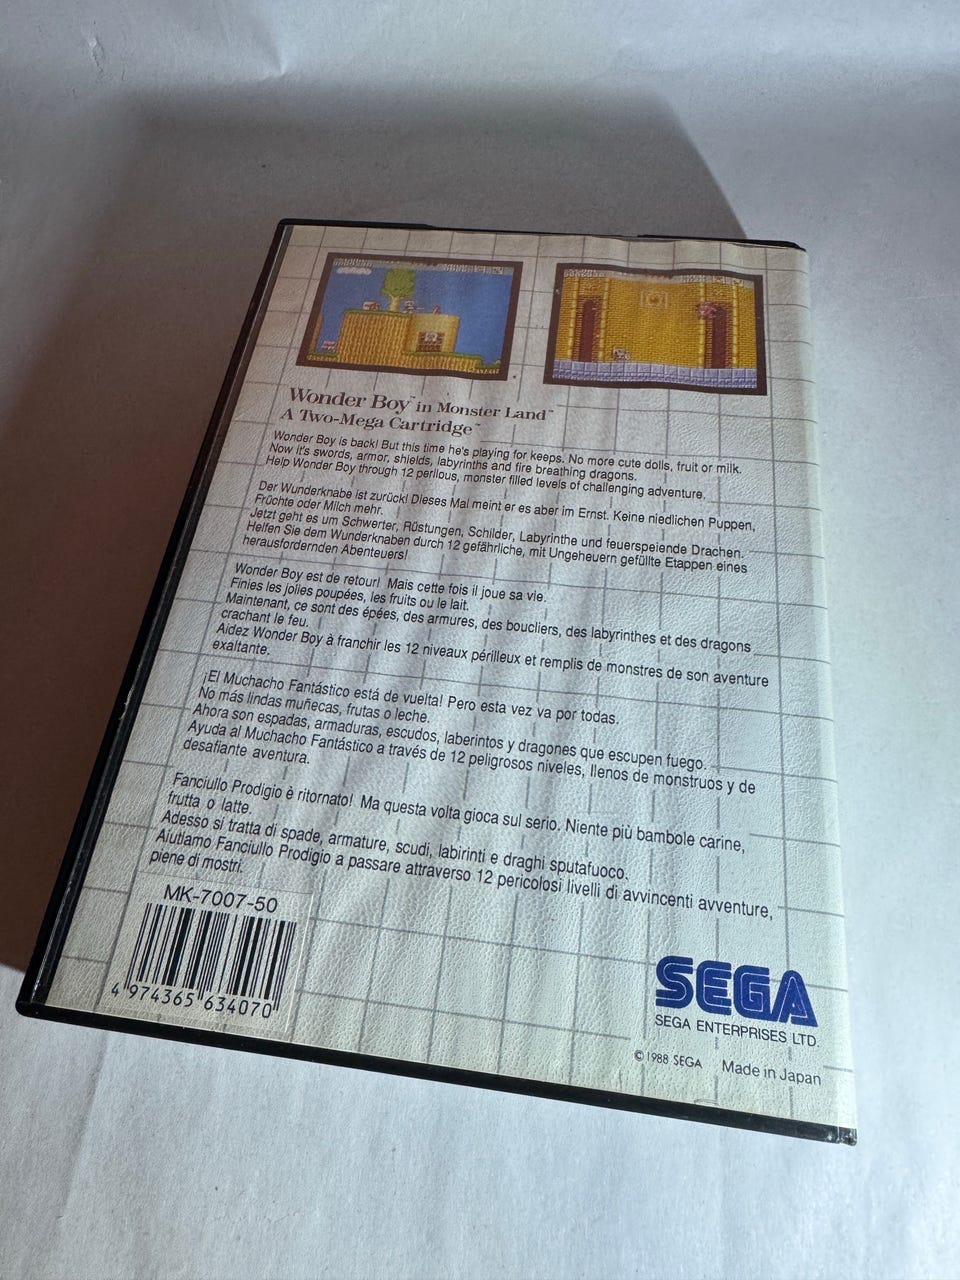 Wonder Boy™ in Monster Land™
A Two-Mega Cartridge™
Wonder Boy is back! But this time he's playing for keeps. No more cute dolls, fruit or milk.
Now it's swords, armor, shields, labyrinths and fire breathing dragons.
Help Wonder Boy through 12 perilous, monster filled levels of challenging adventure.
Der Wunderknabe ist zurück! Dieses Mal meint er es aber im Ernst. Keine niedlichen Puppen,
Früchte oder Milch mehr.
Jetzt geht es um Schwerter, Rüstungen, Schilder, Labyrinthe und feuerspeiende Drachen.
Helfen Sie dem Wunderknaben durch 12 gefährliche, mit Ungeheuern gefüllte Etappen eines
herausfordernden Abenteuers!
Wonder Boy est de retour! Mais cette fois il joue sa vie.
Finies les jolies poupées, les fruits ou le lait.
Maintenant, ce sont des épées, des armures, des boucliers, des labyrinthes et des dragons
crachant le feu.
Aidez Wonder Boy à franchir les 12 niveaux périlleux et remplis de monstres de son aventure
exaltante.
¡El Muchacho Fantástico está de vuelta! Pero esta vez va por todas.
No más lindas muñecas, frutas o leche.
Ahora son espadas, armaduras, escudos, laberintos y dragones que escupen fuego.
Ayuda al Muchacho Fantástico a través de 12 peligrosos niveles, llenos de monstruos y de
desafiante aventura.
Fanciullo Prodigio è ritornato! Ma questa volta gioca sul serio. Niente più bambole carine,
frutta o latte.
Adesso si tratta di spade, armature, scudi, labirinti e draghi sputafuoco.
Aiutiamo Fanciullo Prodigio a passare attraverso 12 pericolosi livelli di avvincenti avventure,
piene di mostri.
MK-7007-50
4 974365 634070
SEGA
SEGA ENTERPRISES LTD.
© 1988 SEGA Made in Japan